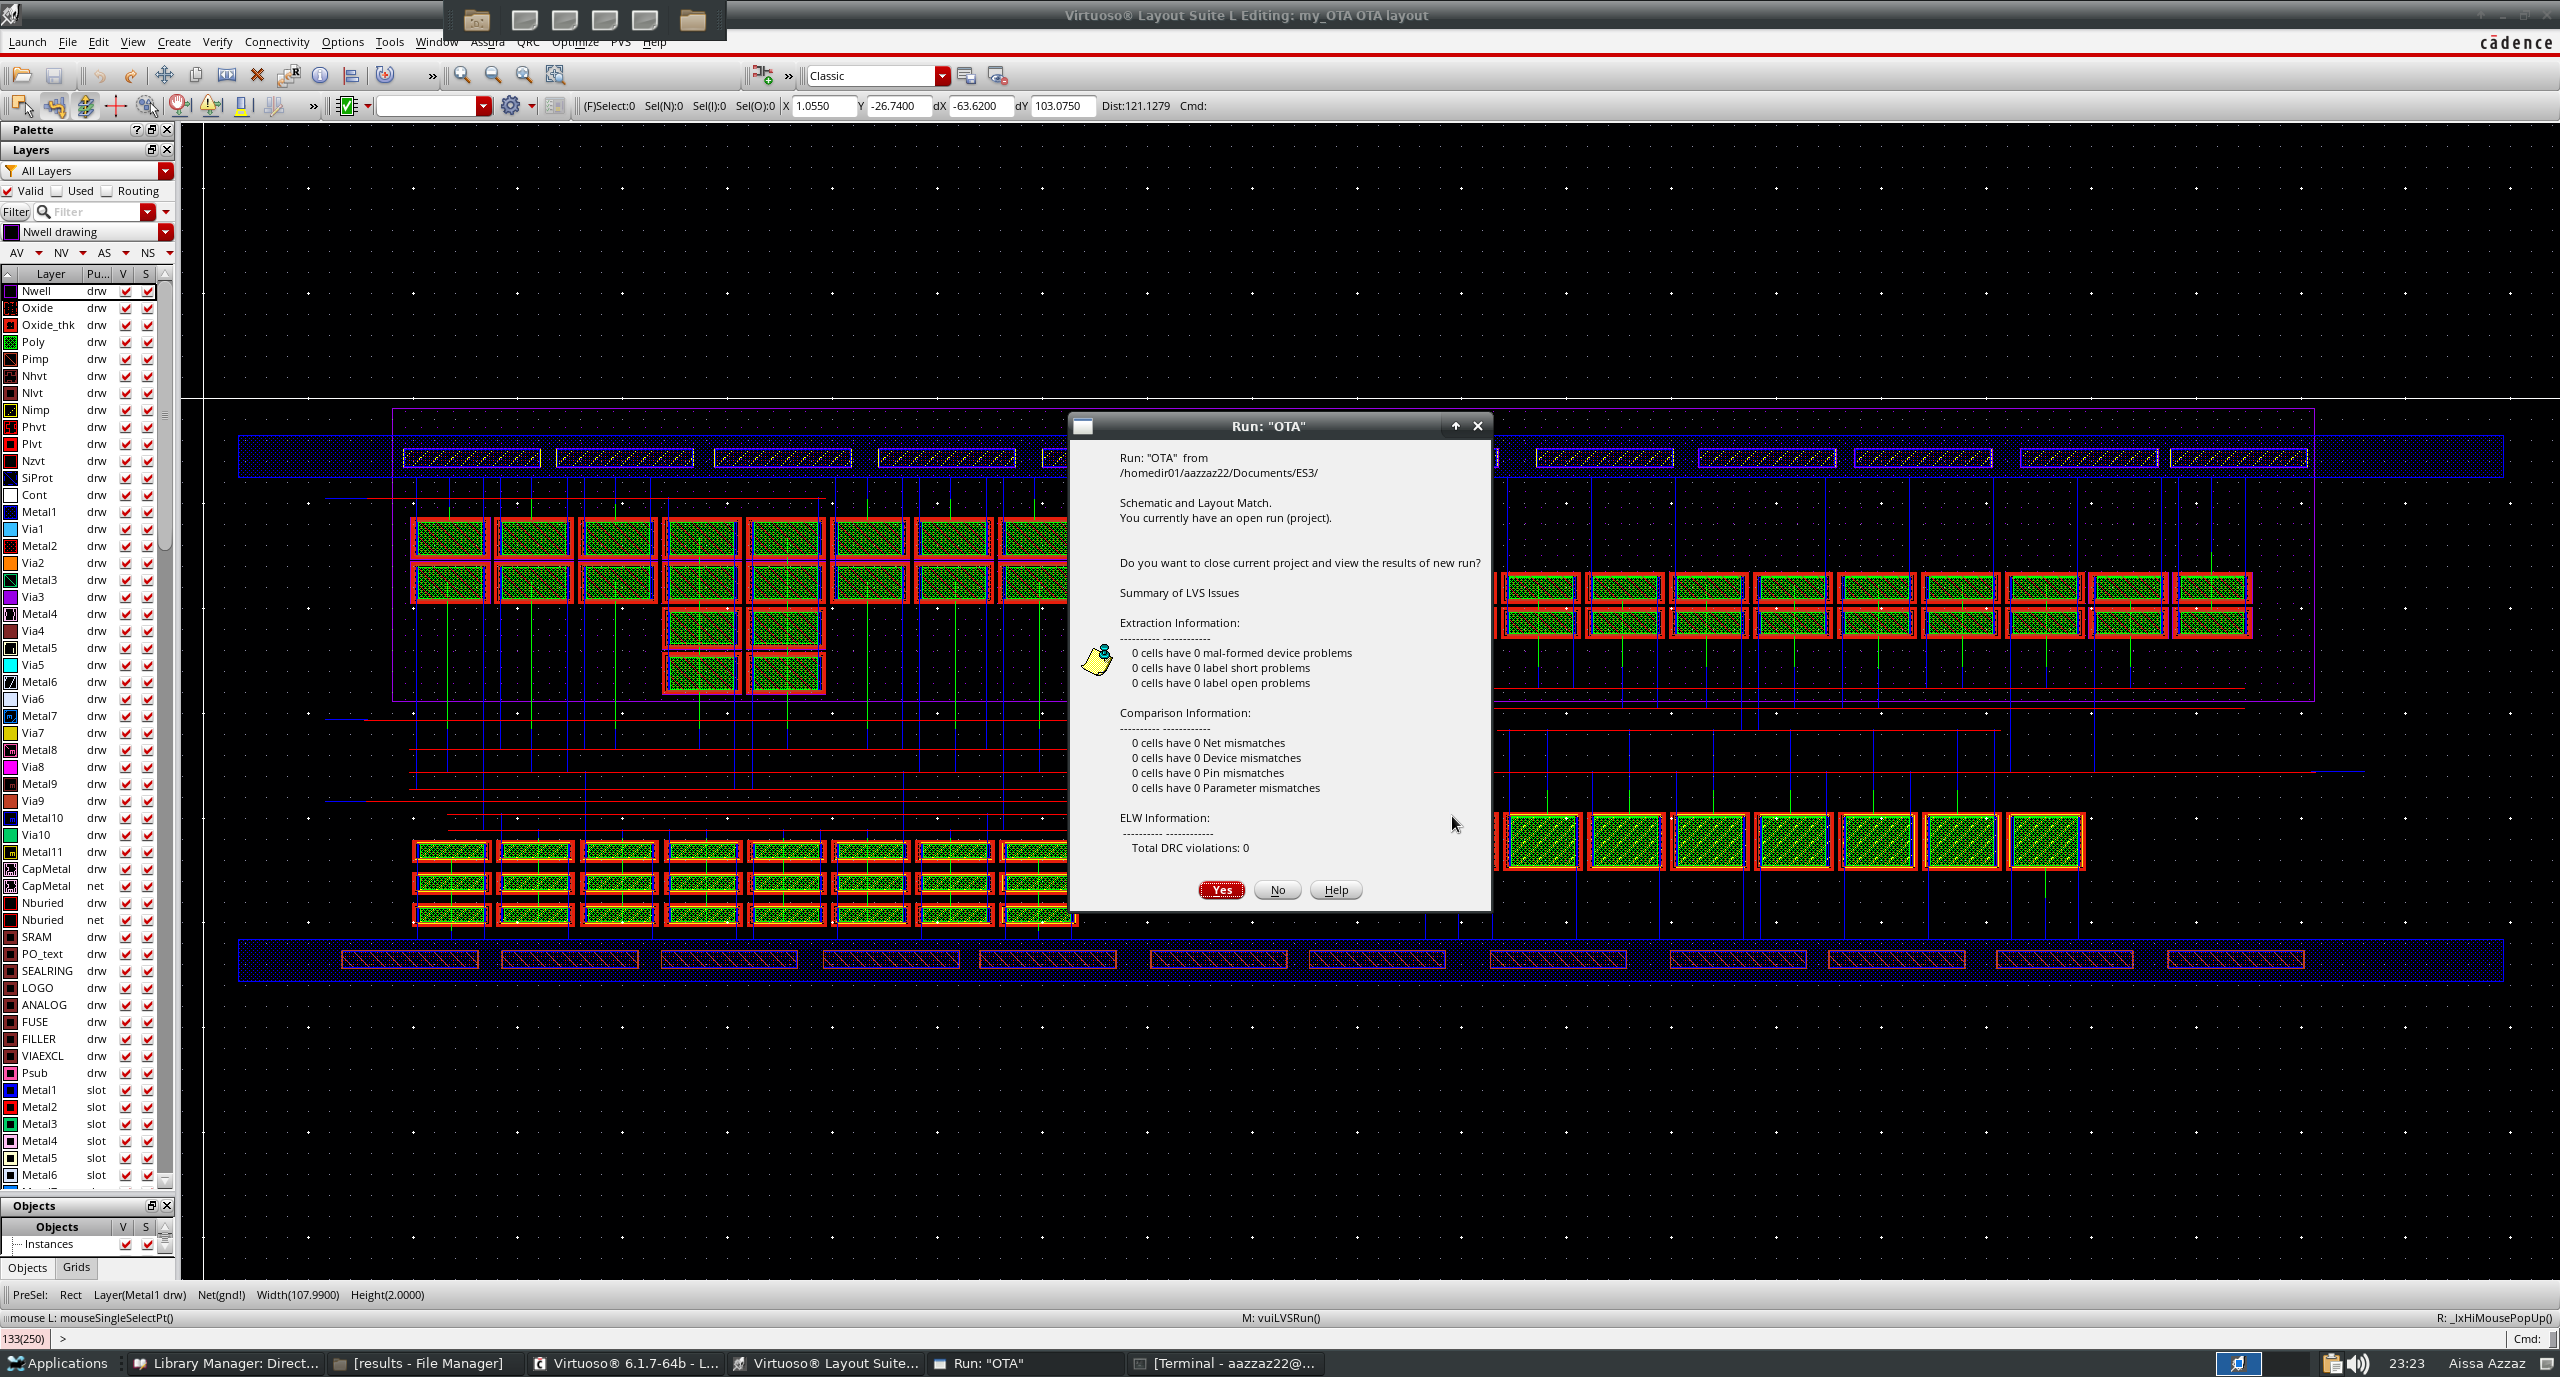 Virtuoso® Layout Suite L Editing: my_OTA OTA layout
Launch File Edit View Create Verify Connectivity Options Tools Window Assura QRC Optimize PVS Help
cādence
Classic
(F)Select:0 Sel(N):0 Sel(I):0 Sel(O):0 X 1.0550 Y -26.7400 dX -63.6200 dY 103.0750 Dist:121.1279 Cmd:
Palette
Layers
All Layers
Valid Used Routing
Filter Filter
Nwell drawing
AV NV AS NS
Layer Pu... V S
Nwell drw
Oxide drw
Oxide_thk drw
Poly drw
Pimp drw
Nhvt drw
Nlvt drw
Nimp drw
Phvt drw
Plvt drw
Nzvt drw
SiProt drw
Cont drw
Metal1 drw
Via1 drw
Metal2 drw
Via2 drw
Metal3 drw
Via3 drw
Metal4 drw
Via4 drw
Metal5 drw
Via5 drw
Metal6 drw
Via6 drw
Metal7 drw
Via7 drw
Metal8 drw
Via8 drw
Metal9 drw
Via9 drw
Metal10 drw
Via10 drw
Metal11 drw
CapMetal drw
CapMetal net
Nburied drw
Nburied net
SRAM drw
PO_text drw
SEALRING drw
LOGO drw
ANALOG drw
FUSE drw
FILLER drw
VIAEXCL drw
Psub drw
Metal1 slot
Metal2 slot
Metal3 slot
Metal4 slot
Metal5 slot
Metal6 slot
Objects
Objects V S
Instances
Objects Grids
Run: "OTA"
Run: "OTA" from
/homedir01/aazzaz22/Documents/ES3/
Schematic and Layout Match.
You currently have an open run (project).
Do you want to close current project and view the results of new run?
Summary of LVS Issues
Extraction Information:
---------- ------------
0 cells have 0 mal-formed device problems
0 cells have 0 label short problems
0 cells have 0 label open problems
Comparison Information:
---------- ------------
0 cells have 0 Net mismatches
0 cells have 0 Device mismatches
0 cells have 0 Pin mismatches
0 cells have 0 Parameter mismatches
ELW Information:
---------- ------------
Total DRC violations: 0
Yes No Help
PreSel: Rect Layer(Metal1 drw) Net(gnd!) Width(107.9900) Height(2.0000)
mouse L: mouseSingleSelectPt() M: vuiLVSRun() R: _lxHiMousePopUp()
133(250) > Cmd:
Applications Library Manager: Direct... [results - File Manager] Virtuoso® 6.1.7-64b - L... Virtuoso® Layout Suite... Run: "OTA" [Terminal - aazzaz22@... 23:23 Aissa Azzaz